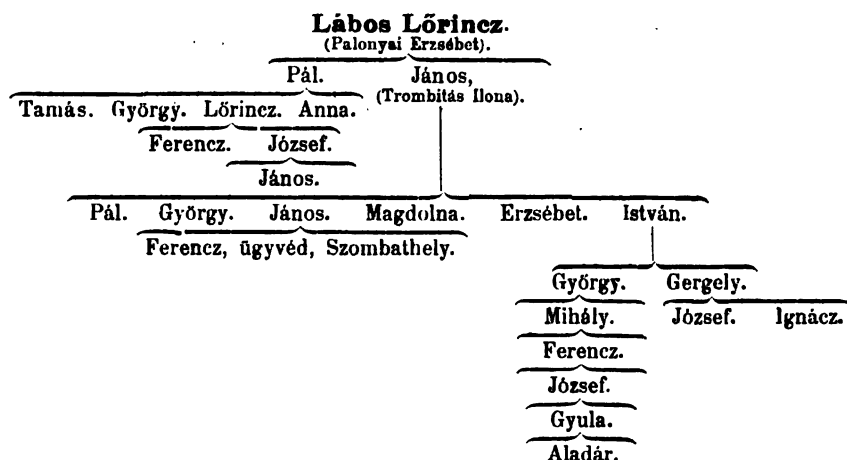 Lábos Lőrincz.
(Palonyai Erzsébet).
Pál. János,
(Trombitás Ilona).
Tamás. György. Lőrincz. Anna.
Ferencz. József.
János.
Pál. György. János. Magdolna. Erzsébet. István.
Ferencz, ügyvéd, Szombathely.
György. Gergely.
Mihály. József. Ignácz.
Ferencz.
József.
Gyula.
Aladár.